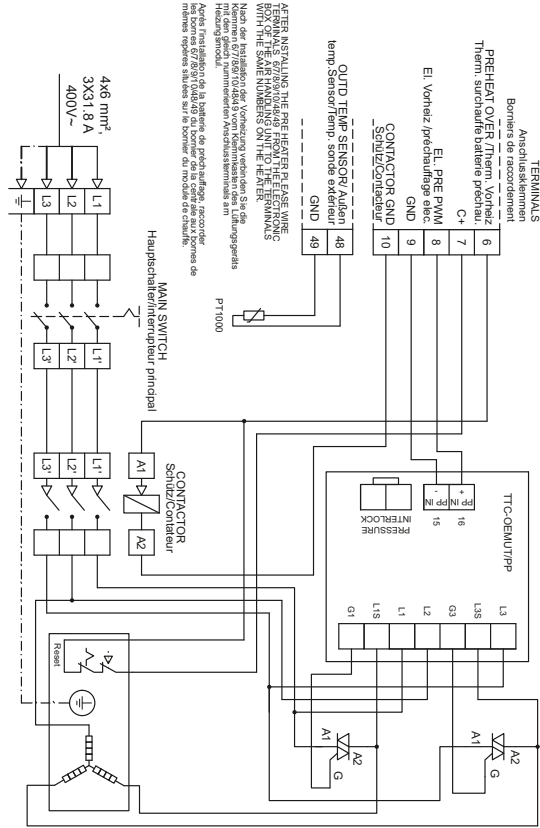 TERMINALS
Anschlussklemmen
Borniers de raccordement
PREHEAT OVER /Therm. Vorheiz
Therm. surchauffe batterie préchau.
6
C+
7
EL. PRE PWM
El. Vorheiz /préchauffage elec.
8
GND
9
CONTACTOR GND
Schütz/Contacteur
10
OUTD TEMP SENSOR/ Außen
temp.Sensor/Temp. sonde extérieur
48
GND
49
PT1000
AFTER INSTALLING THE PRE HEATER PLEASE WIRE
TERMINALS 6/7/8/9/10/48/49 FROM THE ELECTRONIC
BOX OF THE AIR HANDLING UNIT TO THE TERMINALS
WITH THE SAME NUMBERS ON THE HEATER.
Nach der Installation der Vorheizung verbinden Sie die
Klemmen 6/7/8/9/10/48/49 vom Klemmkasten des Lüftungsgeräts
mit den gleich nummerierten Anschlussterminals am
Heizungsmodul.
Après l'installation de la batterie de préchauffage, raccorder
les bornes 6/7/8/9/10/48/49 du bornier de la centrale aux bornes de
mêmes repères situées sur le bornier du module de chauffe.
4x6 mm²,
3X31.8 A
400V~
L1
L2
L3
MAIN SWITCH
Hauptschalter/interrupteur principal
L1'
L2'
L3'
CONTACTOR
Schütz/Contateur
A1
A2
L1'
L2'
L3'
TTC-OEMUT/PP
+
PP IN
16
-
PP IN
15
PRESSURE
INTERLOCK
L3
L3S
G3
L2
L1
L1S
G1
A1
A2
G
A1
A2
G
Reset